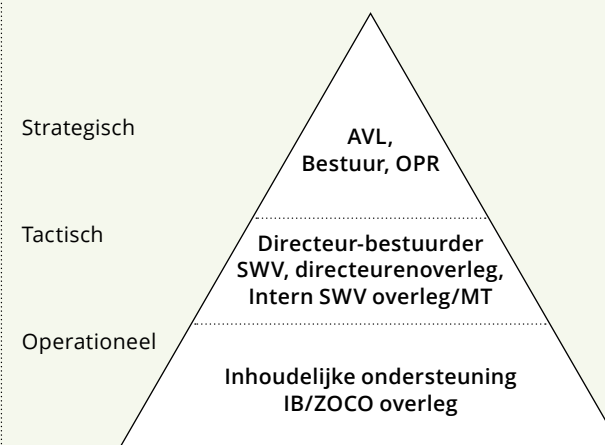 Strategisch
AVL,
Bestuur, OPR
Tactisch
Directeur-bestuurder
SWV, directeurenoverleg,
Intern SWV overleg/MT
Operationeel
Inhoudelijke ondersteuning
IB/ZOCO overleg